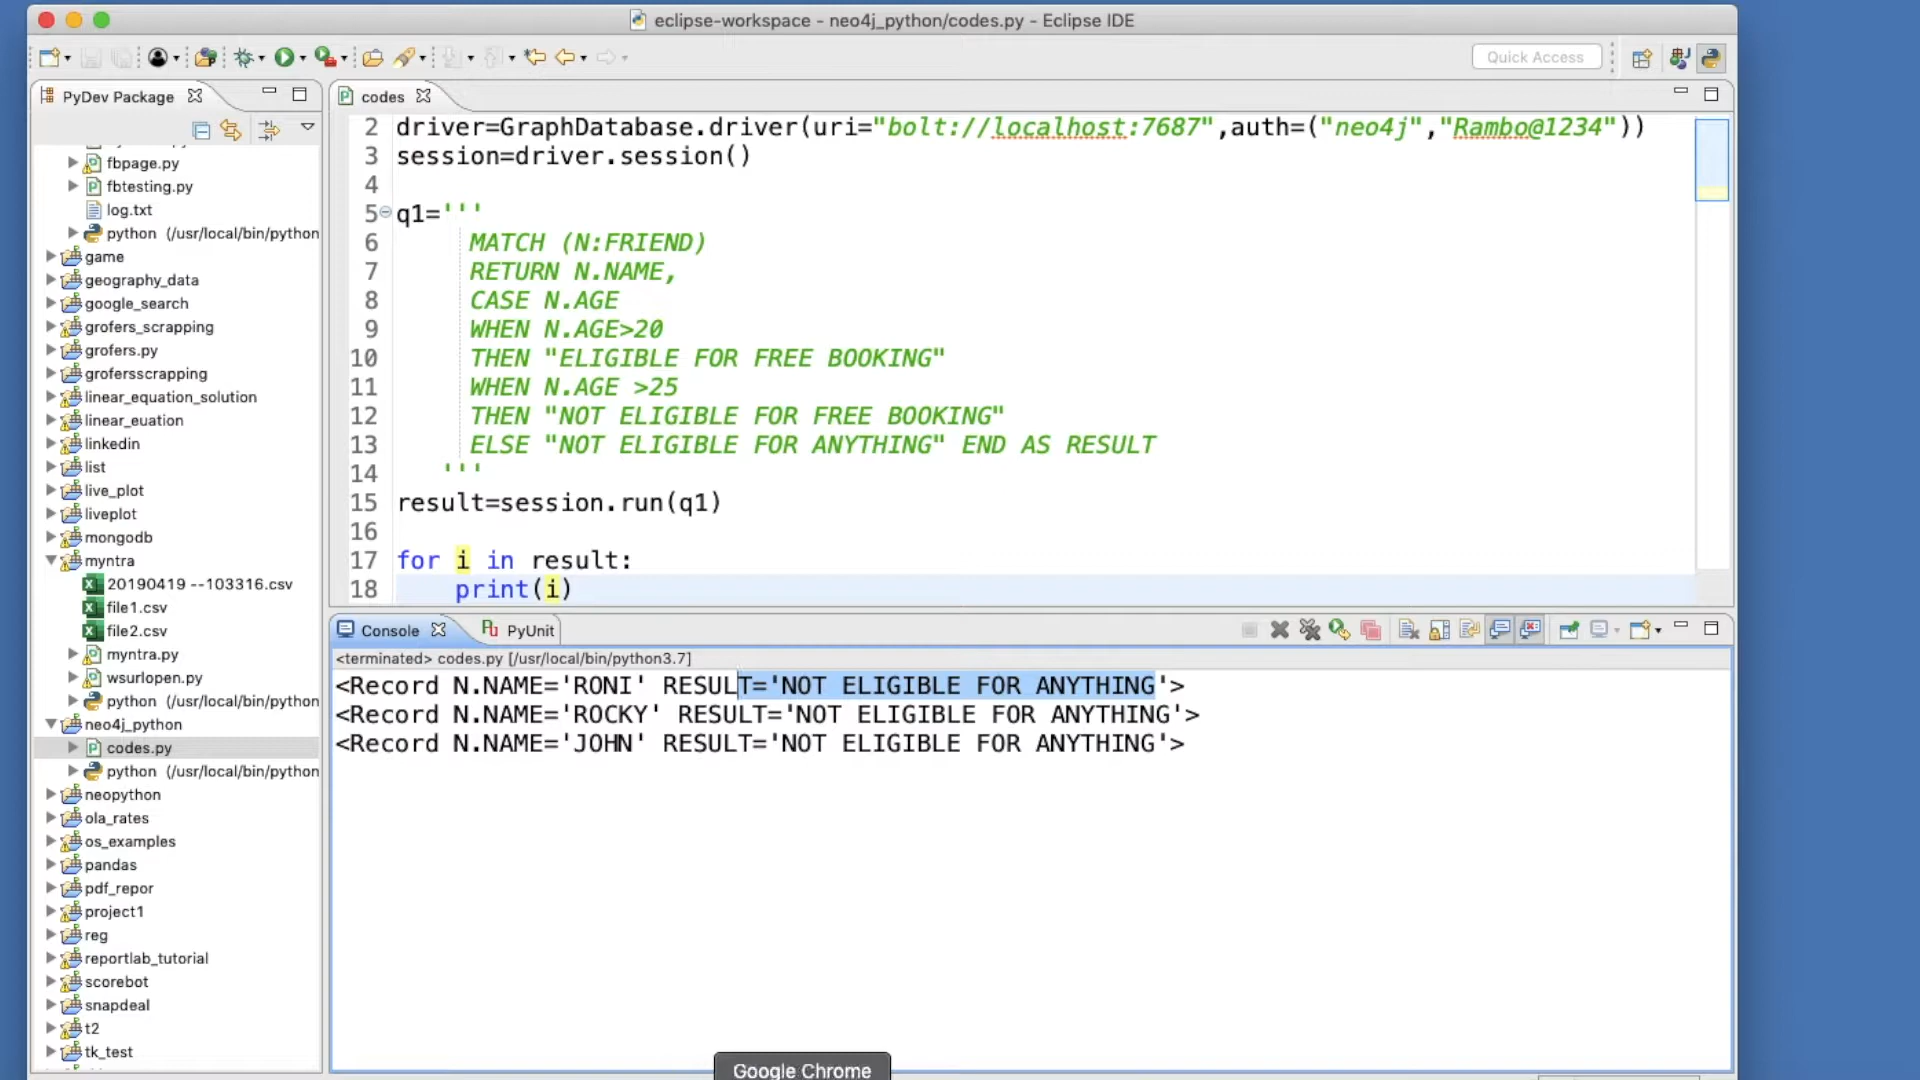 eclipse-workspace - neo4j_python/codes.py - Eclipse IDE
Quick Access
PyDev Package
fbpage.py
fbtesting.py
log.txt
python (/usr/local/bin/python
game
geography_data
google_search
grofers_scrapping
grofers.py
grofersscrapping
linear_equation_solution
linear_euation
linkedin
list
live_plot
liveplot
mongodb
myntra
20190419 --103316.csv
file1.csv
file2.csv
myntra.py
wsurlopen.py
python (/usr/local/bin/python
neo4j_python
codes.py
python (/usr/local/bin/python
neopython
ola_rates
os_examples
pandas
pdf_repor
project1
reg
reportlab_tutorial
scorebot
snapdeal
t2
tk_test
codes
2 driver=GraphDatabase.driver(uri="bolt://localhost:7687",auth=("neo4j","Rambo@1234"))
3 session=driver.session()
4
5 q1='''
6 MATCH (N:FRIEND)
7 RETURN N.NAME,
8 CASE N.AGE
9 WHEN N.AGE>20
10 THEN "ELIGIBLE FOR FREE BOOKING"
11 WHEN N.AGE >25
12 THEN "NOT ELIGIBLE FOR FREE BOOKING"
13 ELSE "NOT ELIGIBLE FOR ANYTHING" END AS RESULT
14 '''
15 result=session.run(q1)
16
17 for i in result:
18 print(i)
Console
PyUnit
<terminated> codes.py [/usr/local/bin/python3.7]
<Record N.NAME='RONI' RESULT='NOT ELIGIBLE FOR ANYTHING'>
<Record N.NAME='ROCKY' RESULT='NOT ELIGIBLE FOR ANYTHING'>
<Record N.NAME='JOHN' RESULT='NOT ELIGIBLE FOR ANYTHING'>
Google Chrome